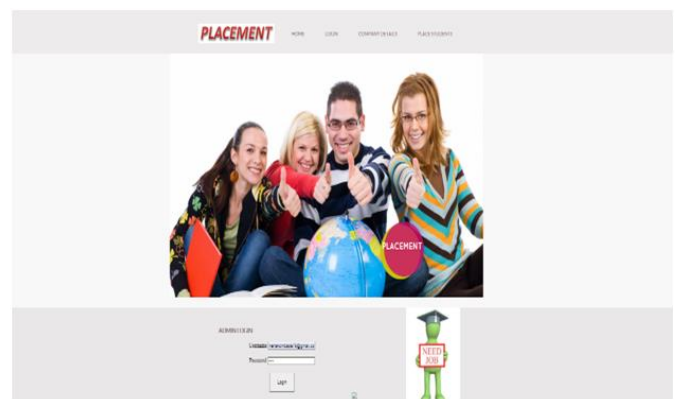 PLACEMENT HOME LOGIN COMPANY DETAILS PLACE STUDENTS
PLACEMENT
ADMIN LOGIN
Username
Password
Login
NEED
JOB